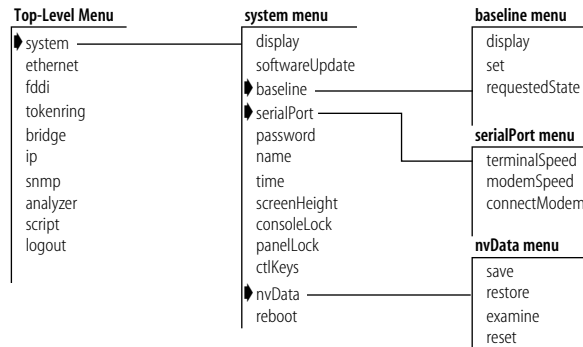 Top-Level Menu
system
ethernet
fddi
tokenring
bridge
ip
snmp
analyzer
script
logout
system menu
display
softwareUpdate
baseline
serialPort
password
name
time
screenHeight
consoleLock
panelLock
ctlKeys
nvData
reboot
baseline menu
display
set
requestedState
serialPort menu
terminalSpeed
modemSpeed
connectModem
nvData menu
save
restore
examine
reset